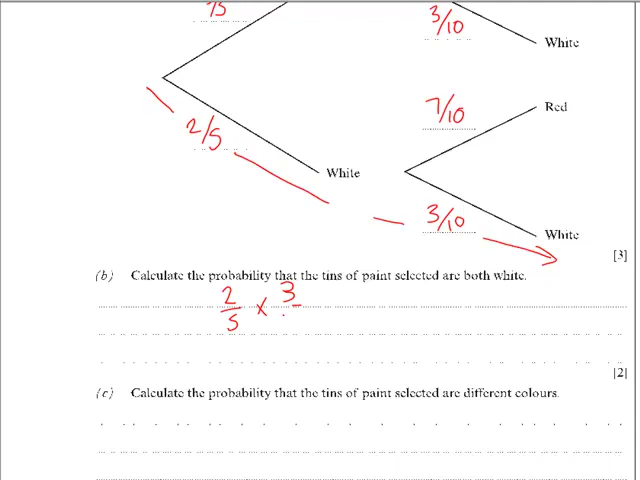 3/10
White
7/10
Red
2/5
White
3/10
White
[3]
(b) Calculate the probability that the tins of paint selected are both white.
2/5 × 3
[2]
(c) Calculate the probability that the tins of paint selected are different colours.